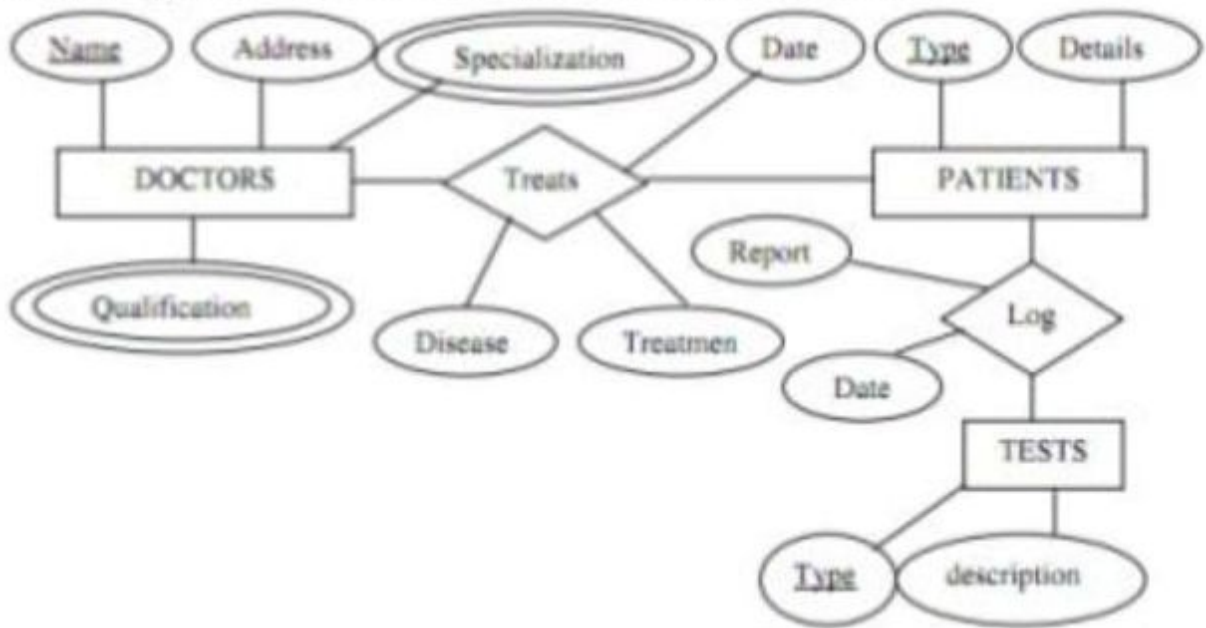 Name
Address
Specialization
Date
Type
Details
DOCTORS
Treats
PATIENTS
Qualification
Disease
Treatmen
Report
Log
Date
TESTS
Type
description